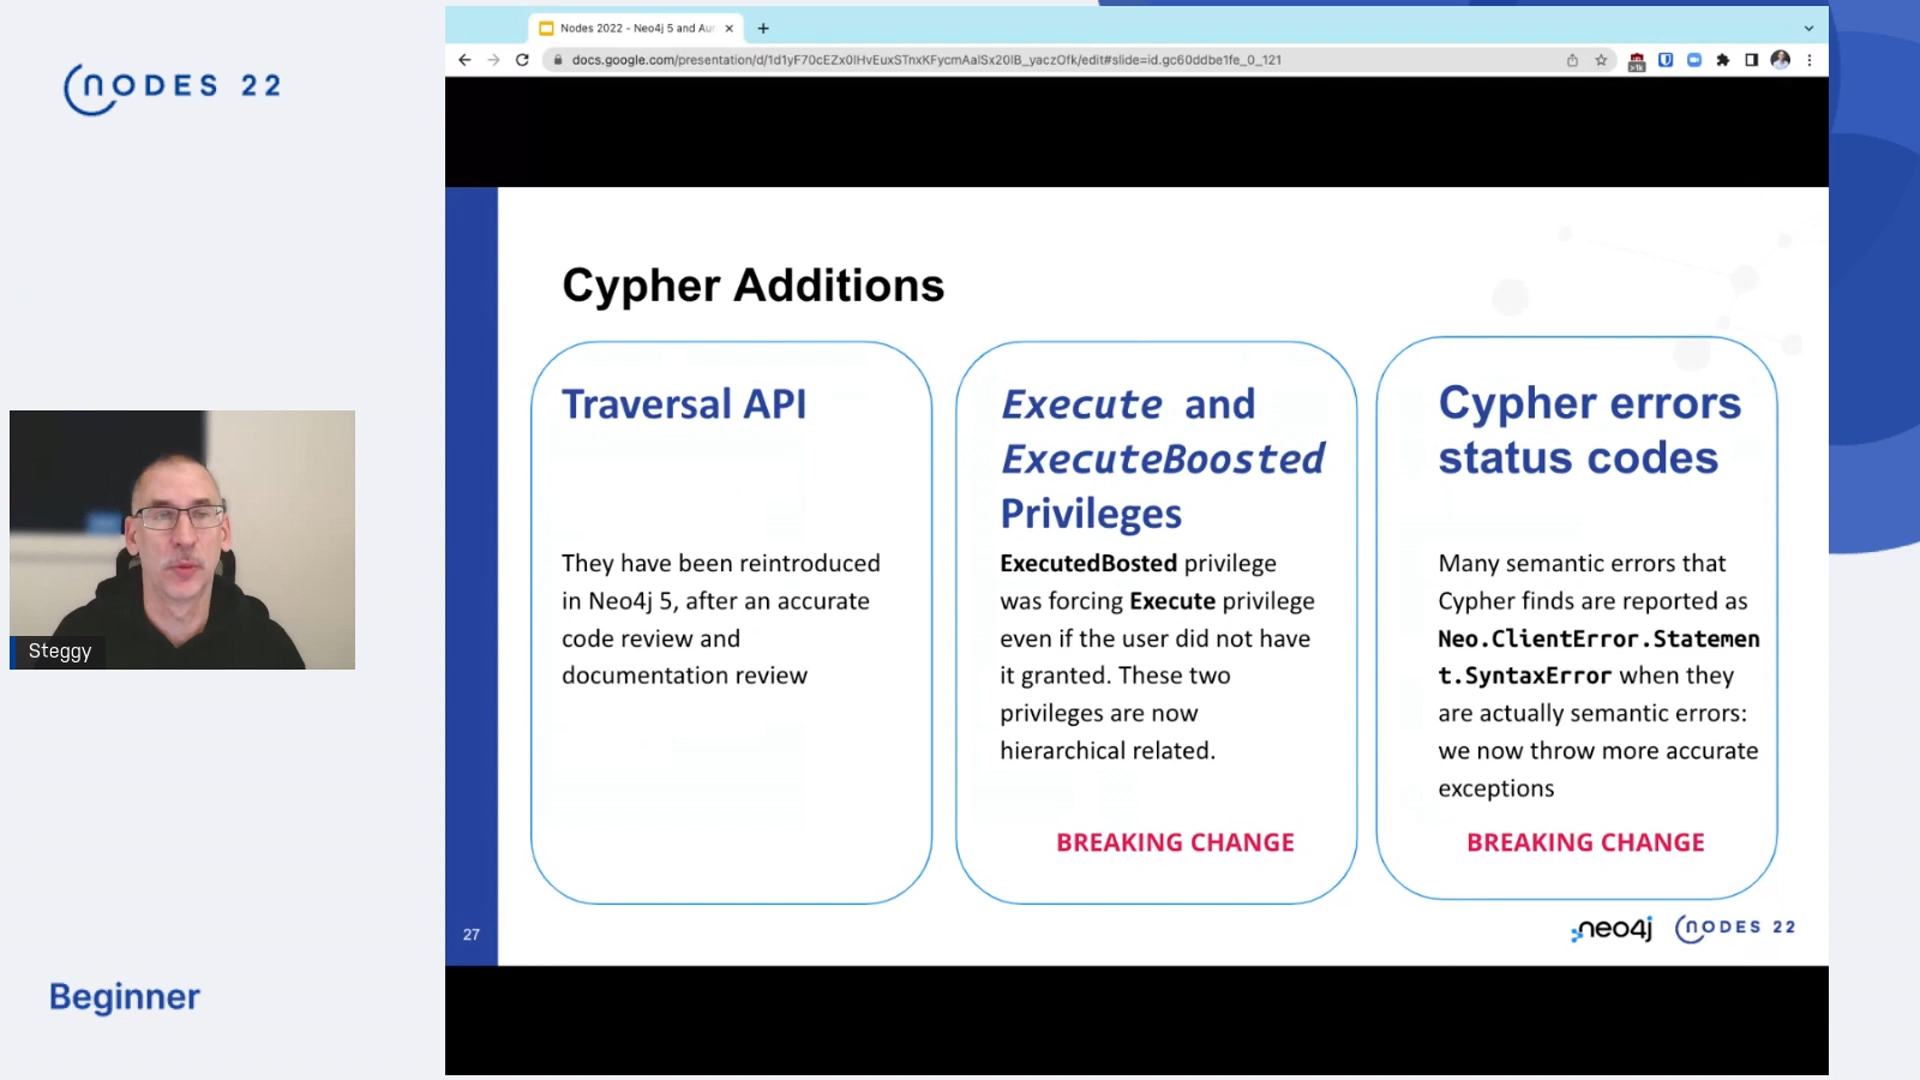 NODES 22
Nodes 2022 - Neo4j 5 and Au
docs.google.com/presentation/d/1d1yF70cEZx0IHvEuxSTnxKFycmAaISx20IB_yaczOfk/edit#slide=id.gc60ddbe1fe_0_121
>1k
Cypher Additions
Traversal API
They have been reintroduced
in Neo4j 5, after an accurate
code review and
documentation review
Execute and
ExecuteBoosted
Privileges
ExecutedBosted privilege
was forcing Execute privilege
even if the user did not have
it granted. These two
privileges are now
hierarchical related.
BREAKING CHANGE
Cypher errors
status codes
Many semantic errors that
Cypher finds are reported as
Neo.ClientError.Statemen
t.SyntaxError when they
are actually semantic errors:
we now throw more accurate
exceptions
BREAKING CHANGE
27
neo4j
NODES 22
Steggy
Beginner